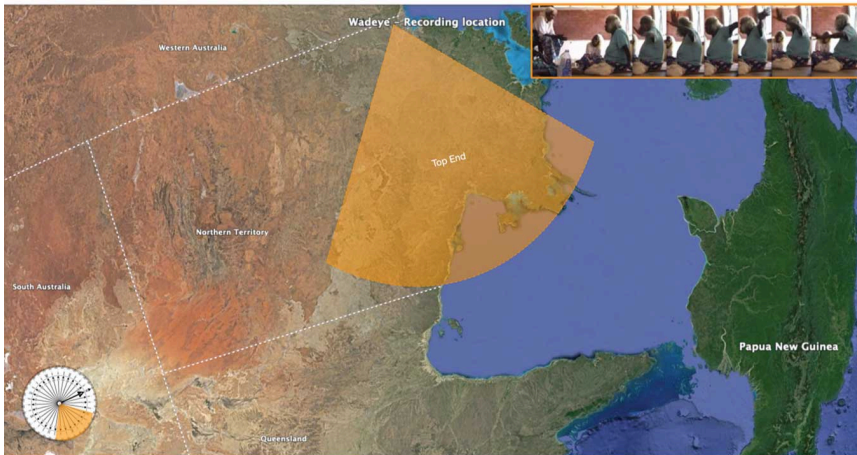 Wadeye - Recording location
Western Australia
Top End
Northern Territory
South Australia
Papua New Guinea
Queensland